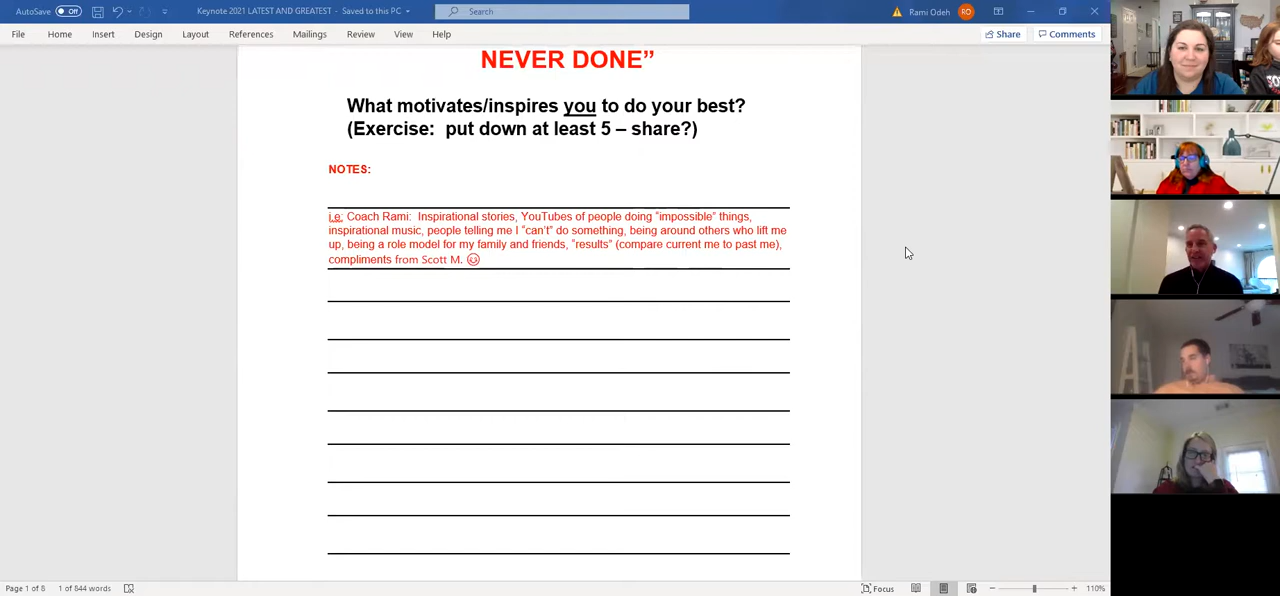 AutoSave Off Keynote 2021 LATEST AND GREATEST - Saved to this PC Search Rami Odeh RO
File Home Insert Design Layout References Mailings Review View Help Share Comments
NEVER DONE”
What motivates/inspires you to do your best?
(Exercise: put down at least 5 – share?)
NOTES:
i.e: Coach Rami: Inspirational stories, YouTubes of people doing “impossible” things,
inspirational music, people telling me I “can’t” do something, being around others who lift me
up, being a role model for my family and friends, “results” (compare current me to past me),
compliments from Scott M. ☺
Page 1 of 8 1 of 844 words Focus 110%